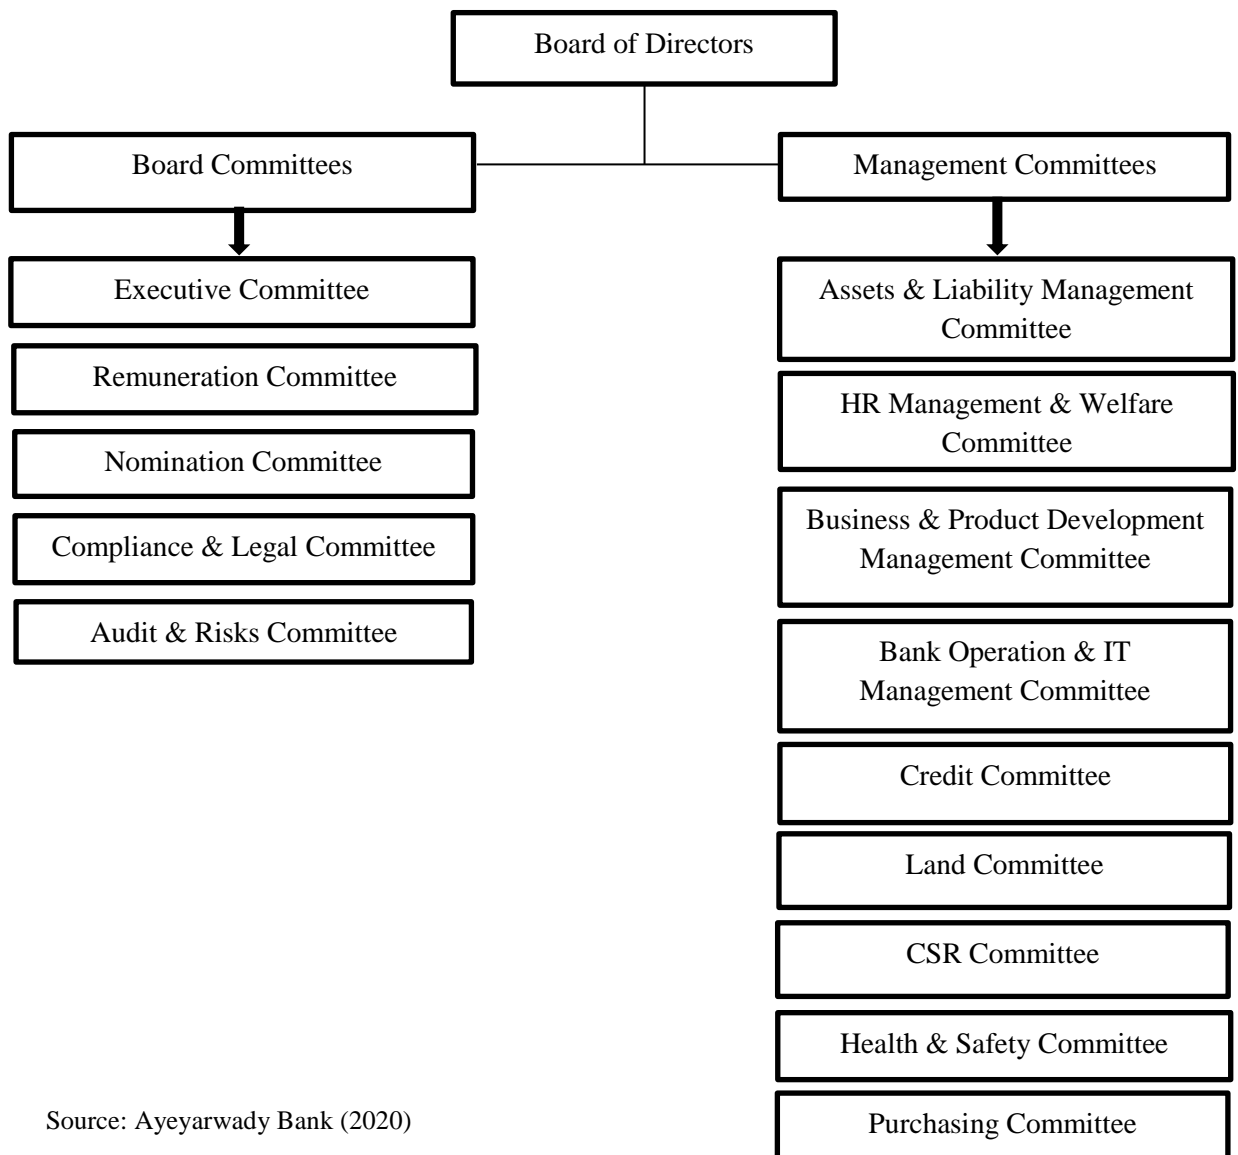 Board of Directors
Board Committees
Management Committees
Executive Committee
Remuneration Committee
Nomination Committee
Compliance & Legal Committee
Audit & Risks Committee
Assets & Liability Management
Committee
HR Management & Welfare
Committee
Business & Product Development
Management Committee
Bank Operation & IT
Management Committee
Credit Committee
Land Committee
CSR Committee
Health & Safety Committee
Purchasing Committee
Source: Ayeyarwady Bank (2020)